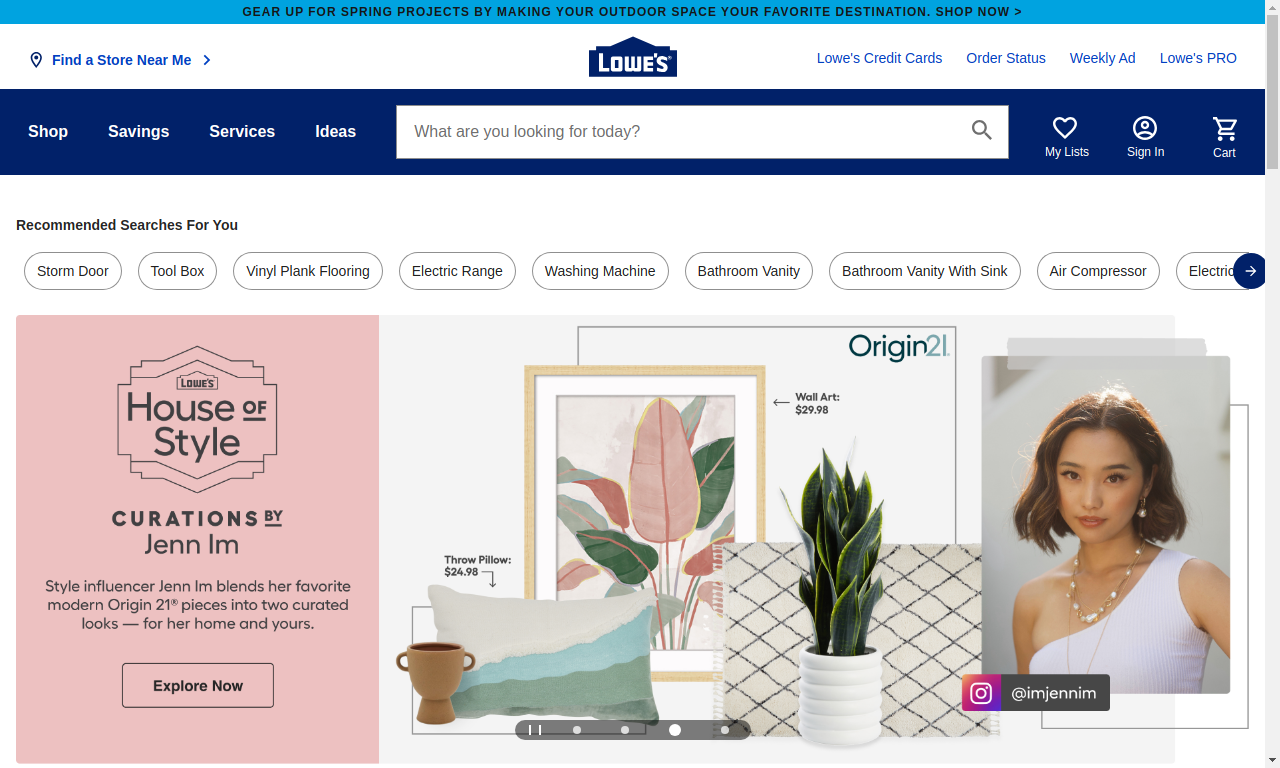 GEAR UP FOR SPRING PROJECTS BY MAKING YOUR OUTDOOR SPACE YOUR FAVORITE DESTINATION. SHOP NOW >
Find a Store Near Me
LOWE'S
Lowe's Credit Cards
Order Status
Weekly Ad
Lowe's PRO
Shop
Savings
Services
Ideas
What are you looking for today?
My Lists
Sign In
Cart
Recommended Searches For You
Storm Door
Tool Box
Vinyl Plank Flooring
Electric Range
Washing Machine
Bathroom Vanity
Bathroom Vanity With Sink
Air Compressor
Electric
LOWE'S
House OF
Style
CURATIONS BY
Jenn Im
Style influencer Jenn Im blends her favorite
modern Origin 21® pieces into two curated
looks — for her home and yours.
Explore Now
Origin21
Wall Art:
$29.98
Throw Pillow:
$24.98
@imjennim